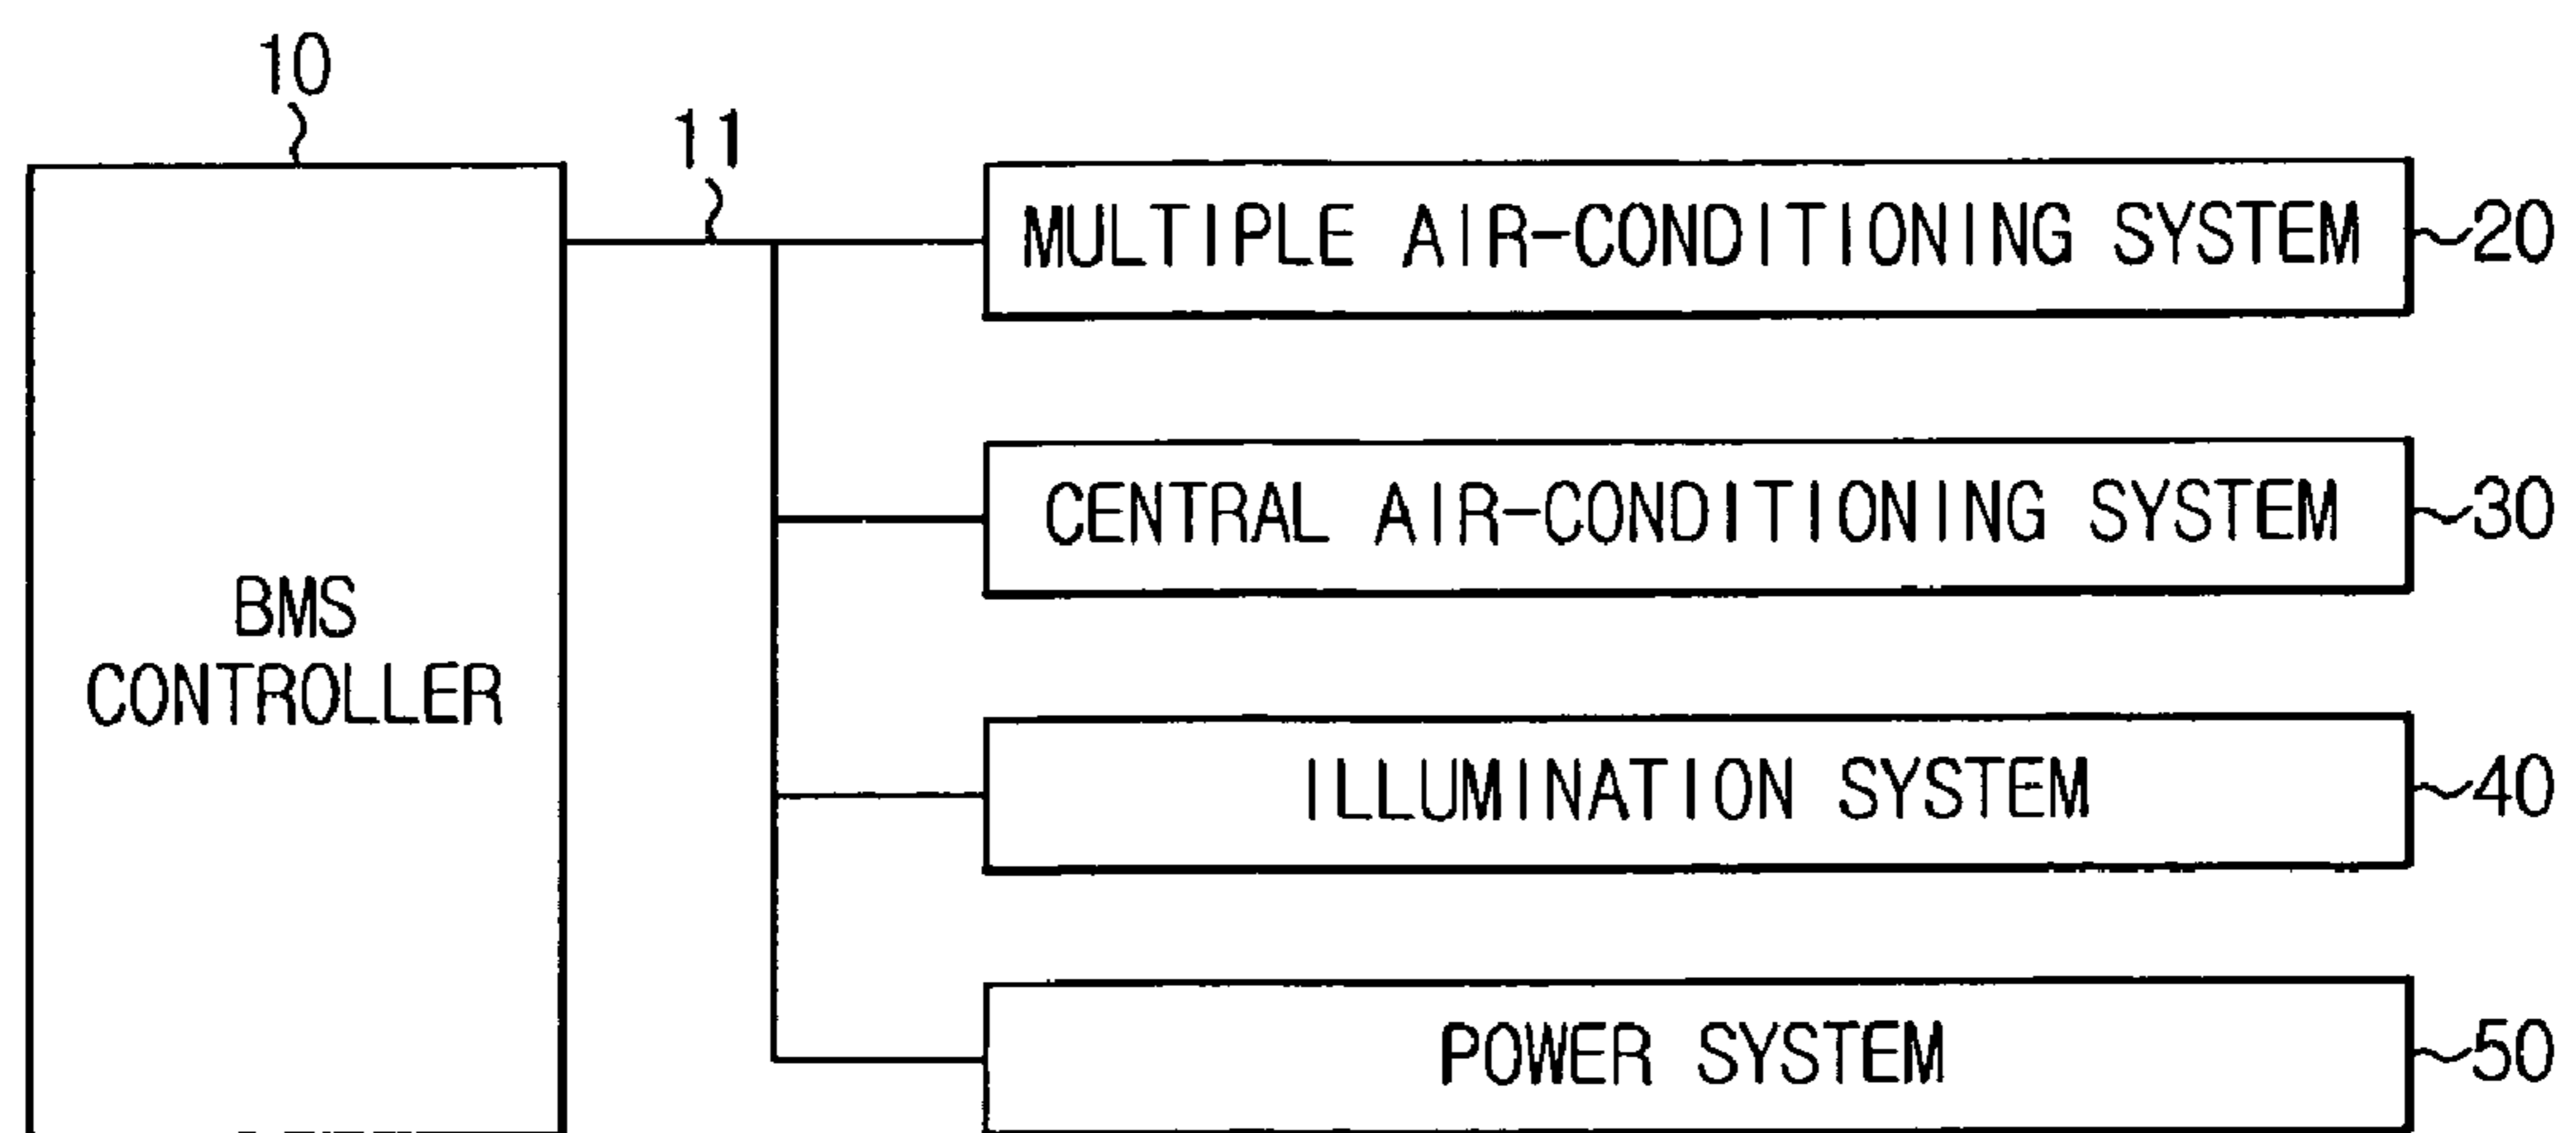 10
11
MULTIPLE AIR-CONDITIONING SYSTEM
20
CENTRAL AIR-CONDITIONING SYSTEM
30
BMS
CONTROLLER
ILLUMINATION SYSTEM
40
POWER SYSTEM
50